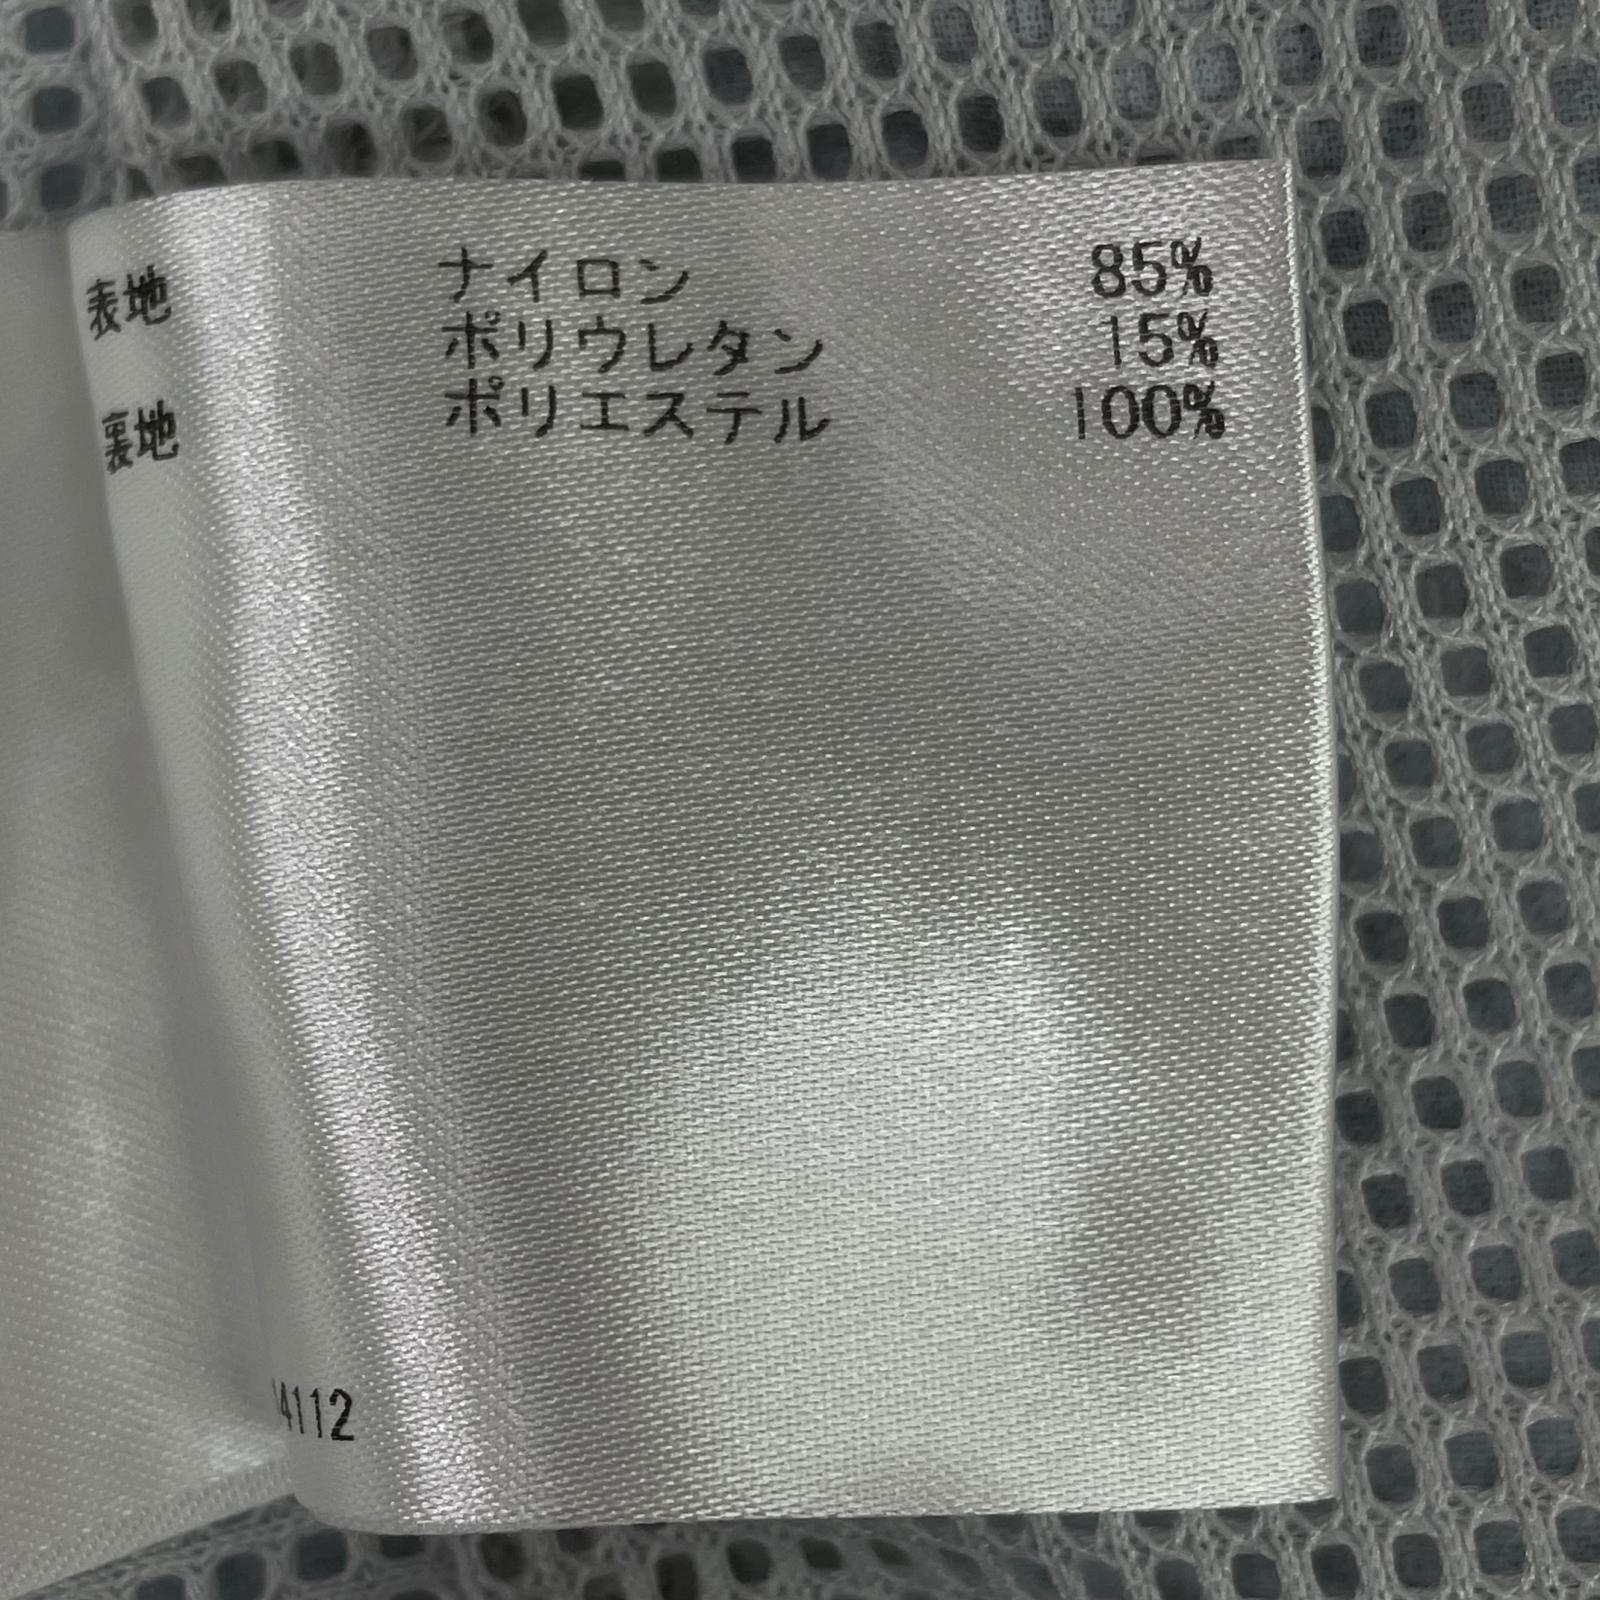 表地 ナイロン 85%
ポリウレタン 15%
裏地 ポリエステル 100%
4112